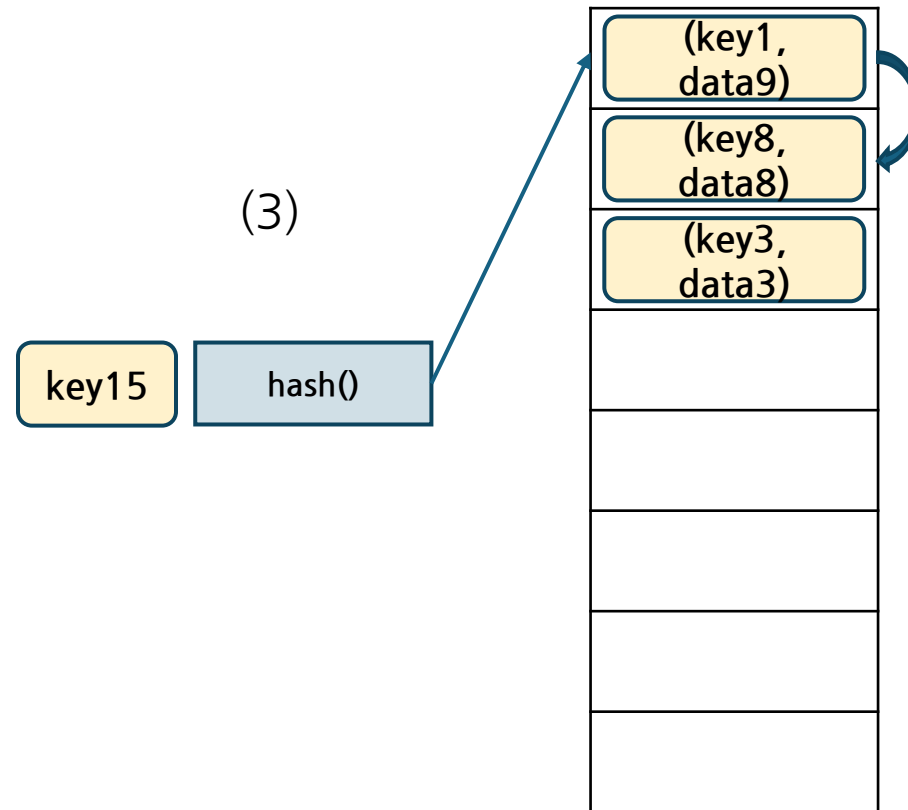 (key1,
data9)
(key8,
data8)
(3)
(key3,
data3)
key15
hash()